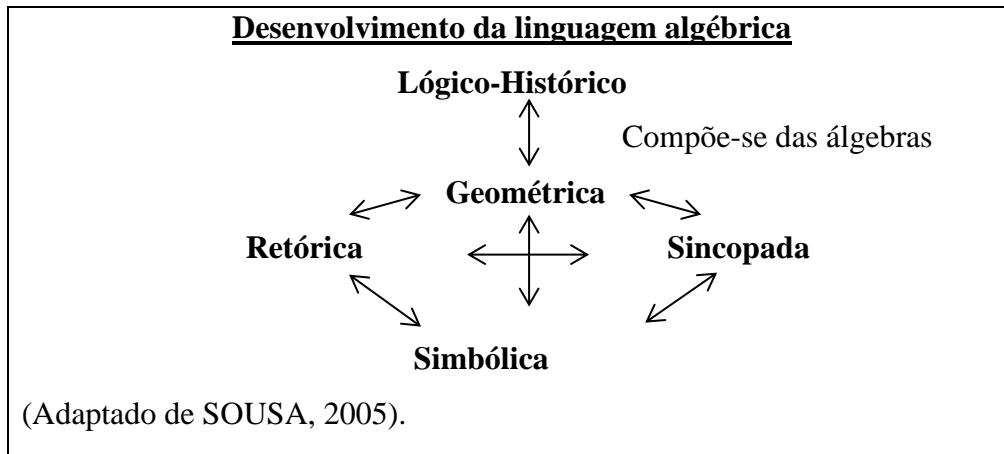 Desenvolvimento da linguagem algébrica
Lógico-Histórico
Compõe-se das álgebras
Geométrica
Retórica
Sincopada
Simbólica
(Adaptado de SOUSA, 2005).